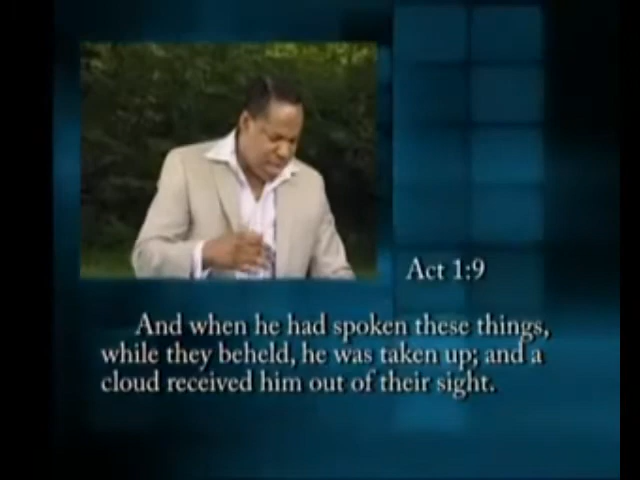 Act 1:9
And when he had spoken these things,
while they beheld, he was taken up; and a
cloud received him out of their sight.